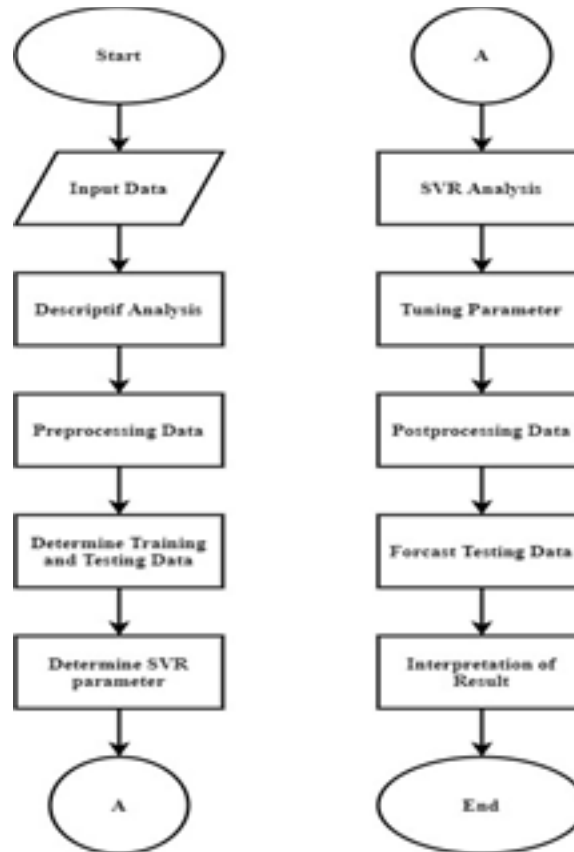 Start
Input Data
Descriptif Analysis
Preprocessing Data
Determine Training
and Testing Data
Determine SVR
parameter
A
A
SVR Analysis
Tuning Parameter
Postprocessing Data
Forcast Testing Data
Interpretation of
Result
End